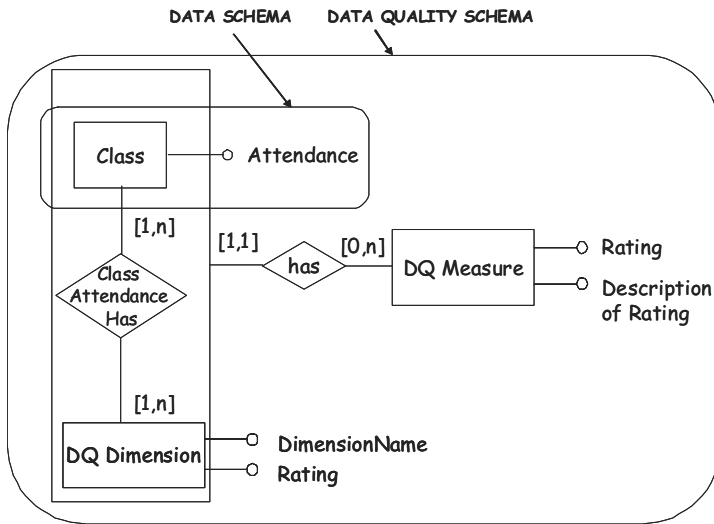 DATA SCHEMA
DATA QUALITY SCHEMA
Class
Attendance
[1,n]
[1,1]
[0,n]
has
DQ Measure
Rating
Description
of Rating
Class
Attendance
Has
[1,n]
DQ Dimension
DimensionName
Rating